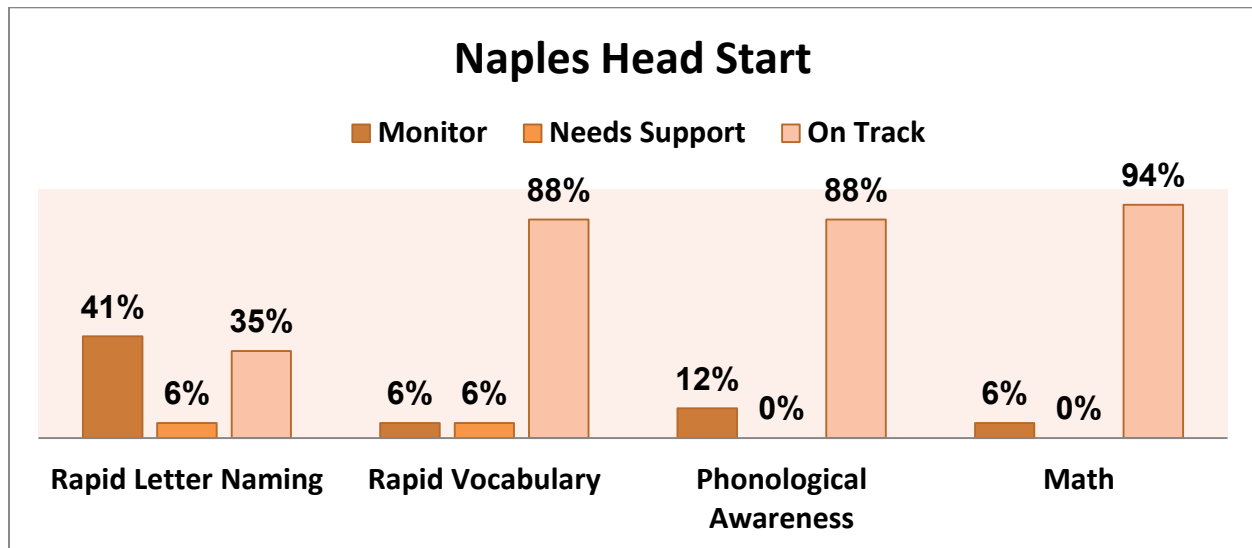 Naples Head Start
Monitor Needs Support On Track
88% 88% 94%
41% 6% 35% 6% 6% 12% 0% 6% 0%
Rapid Letter Naming Rapid Vocabulary Phonological Math
Awareness